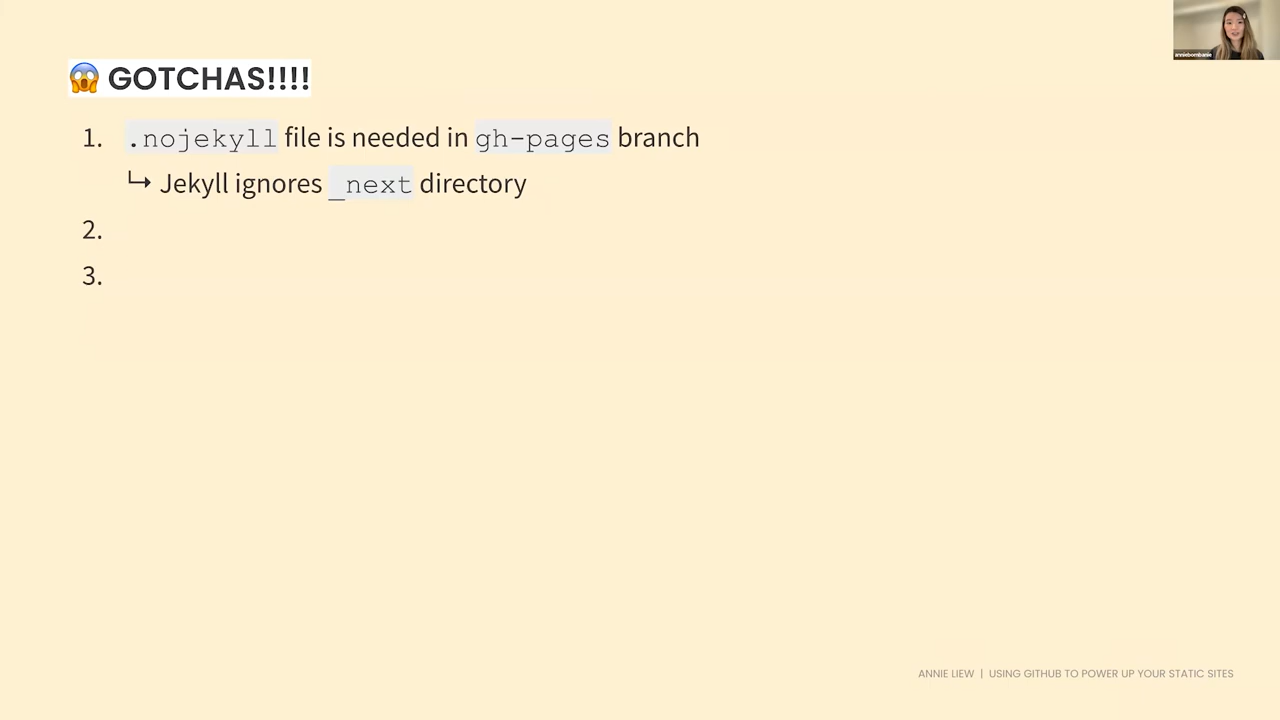 😱 GOTCHAS!!!!
1. .nojekyll file is needed in gh-pages branch
↳ Jekyll ignores _next directory
2.
3.
anniebombanie
ANNIE LIEW | USING GITHUB TO POWER UP YOUR STATIC SITES